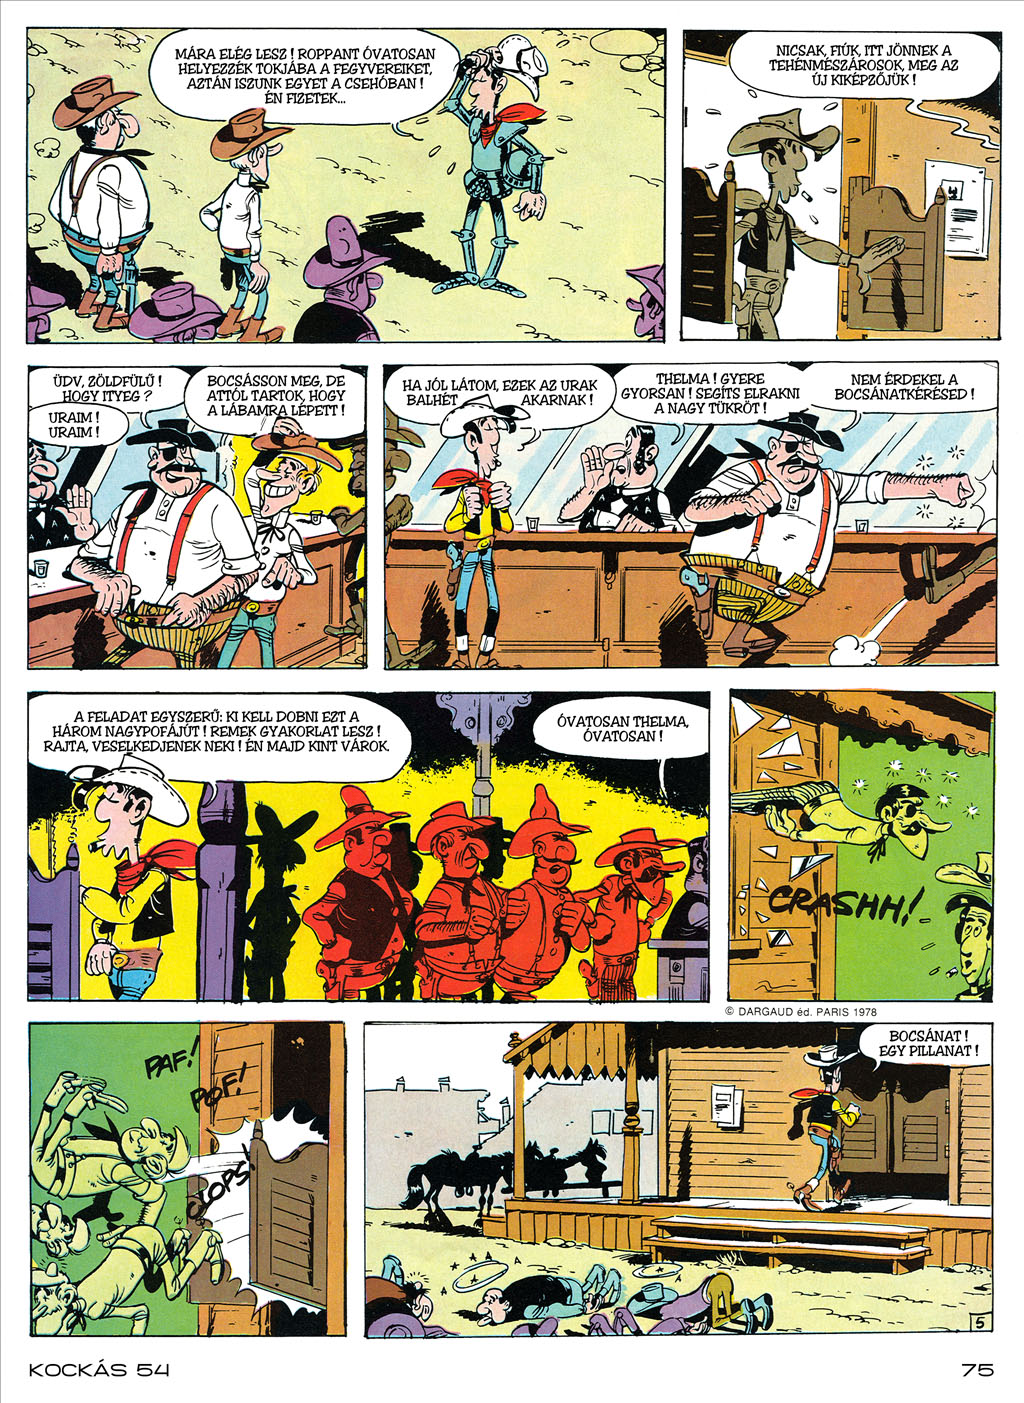 MÁRA ELÉG LESZ ! ROPPANT ÓVATOSAN
HELYEZZÉK TOKJÁBA A FEGYVEREIKET,
AZTÁN ISZUNK EGYET A CSEHÓBAN !
ÉN FIZETEK...
NICSAK, FIÚK, ITT JÖNNEK A
TEHÉNMÉSZÁROSOK, MEG AZ
ÚJ KIKÉPZŐJÜK !
ÜDV, ZÖLDFÜLŰ !
HOGY ITYEG ?
URAIM !
URAIM !
BOCSÁSSON MEG, DE
ATTÓL TARTOK, HOGY
A LÁBAMRA LÉPETT !
HA JÓL LÁTOM, EZEK AZ URAK
BALHÉT AKARNAK !
THELMA ! GYERE
GYORSAN ! SEGÍTS ELRAKNI
A NAGY TÜKRÖT !
NEM ÉRDEKEL A
BOCSÁNATKÉRÉSED !
A FELADAT EGYSZERŰ: KI KELL DOBNI EZT A
HÁROM NAGYPOFÁJÚT ! REMEK GYAKORLAT LESZ !
RAJTA, VESELKEDJENEK NEKI ! ÉN MAJD KINT VÁROK.
ÓVATOSAN THELMA,
ÓVATOSAN !
CRASHH!
© DARGAUD éd. PARIS 1978
PAF!
POF!
BOCSÁNAT !
EGY PILLANAT !
5
KOCKÁS 54
75